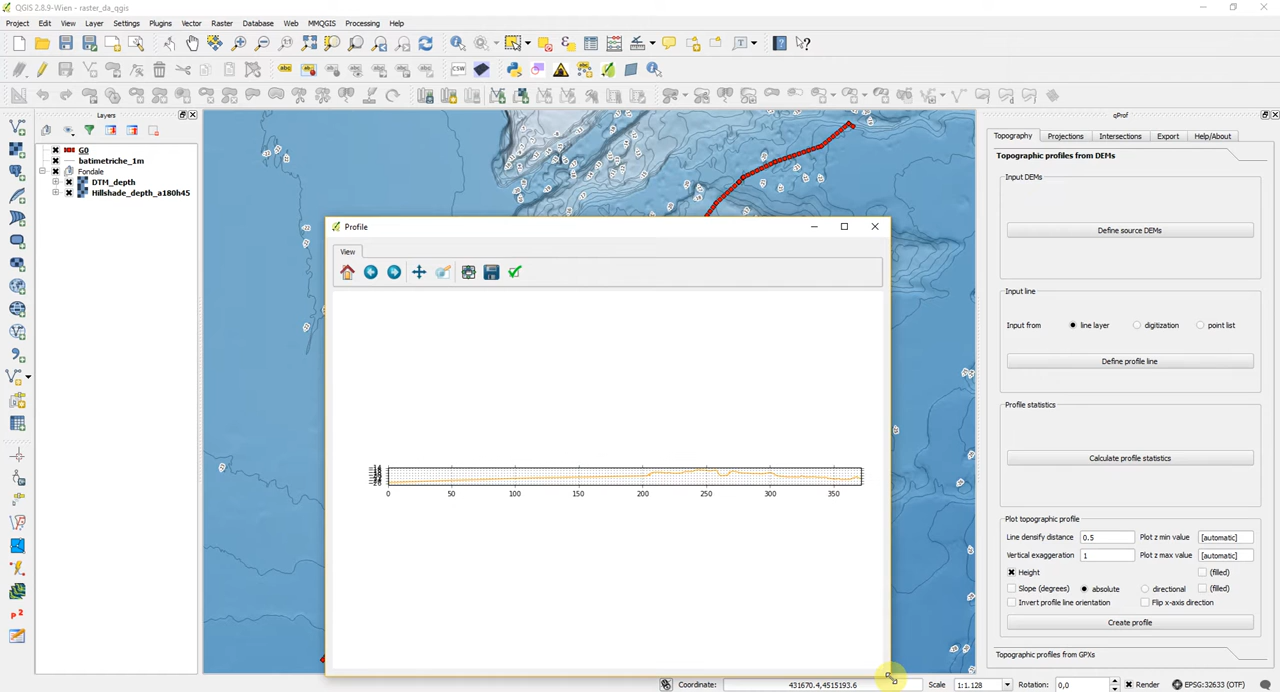 QGIS 2.8.9-Wien - raster_da_qgis
Project Edit View Layer Settings Plugins Vector Raster Database Web MMQGIS Processing Help
Layers
G0
batimetriche_1m
Fondale
DTM_depth
Hillshade_depth_a180h45
Profile
View
0 50 100 150 200 250 300 350
qProf
Topography Projections Intersections Export Help/About
Topographic profiles from DEMs
Input DEMs
Define source DEMs
Input line
Input from line layer digitization point list
Define profile line
Profile statistics
Calculate profile statistics
Plot topographic profile
Line densify distance 0.5 Plot z min value [automatic]
Vertical exaggeration 1 Plot z max value [automatic]
Height (filled)
Slope (degrees) absolute directional (filled)
Invert profile line orientation Flip x-axis direction
Create profile
Topographic profiles from GPXs
Coordinate: 431670.4,4515193.6 Scale 1:1.128 Rotation: 0,0 Render EPSG:32633 (OTF)